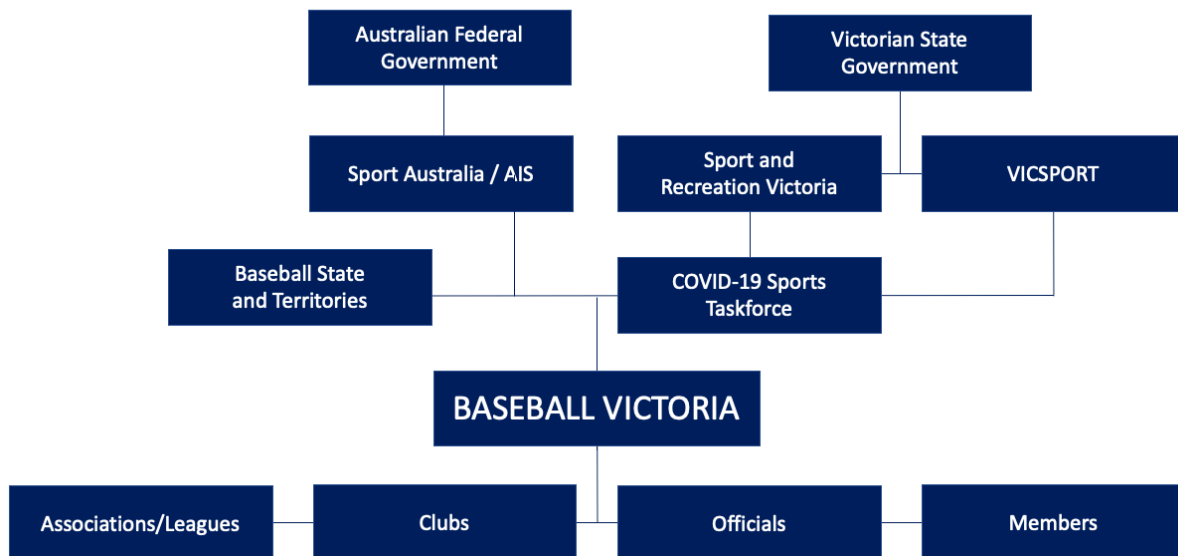 Australian Federal
Government
Victorian State
Government
Sport Australia / AIS
Sport and
Recreation Victoria
VICSPORT
Baseball State
and Territories
COVID-19 Sports
Taskforce
BASEBALL VICTORIA
Associations/Leagues
Clubs
Officials
Members